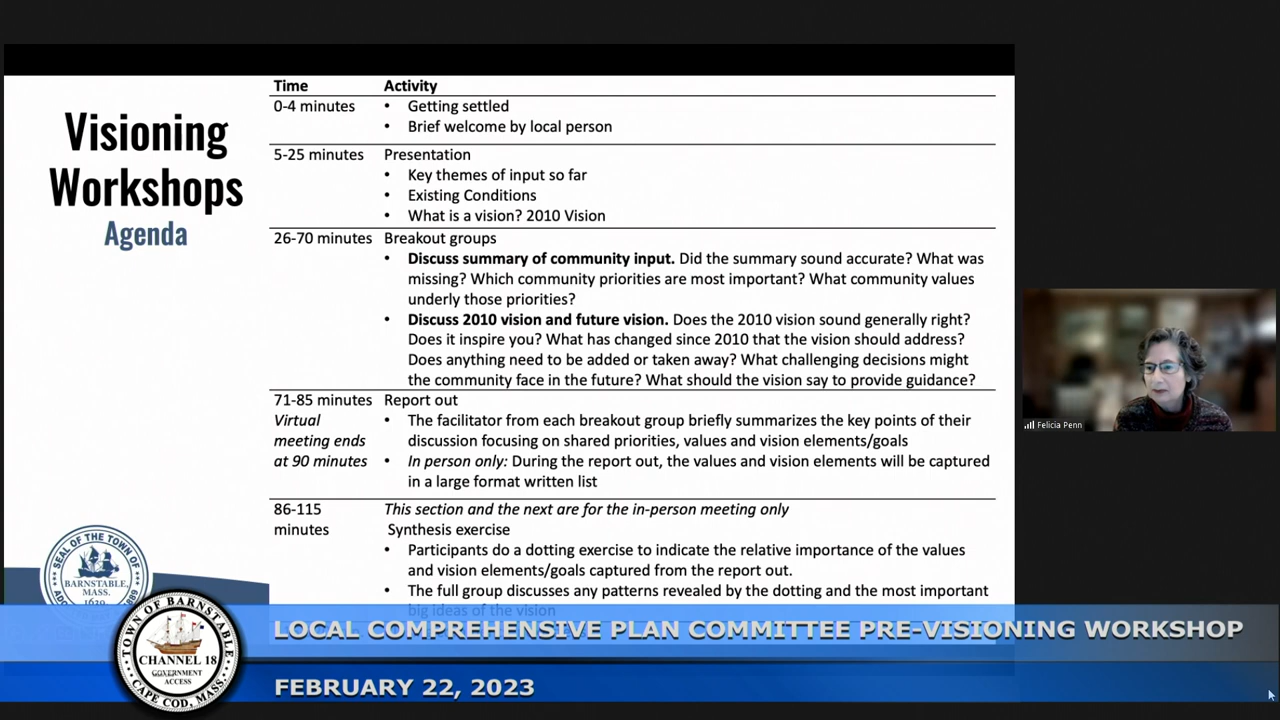 Visioning
Workshops
Agenda
Time Activity
0-4 minutes • Getting settled
• Brief welcome by local person
5-25 minutes Presentation
• Key themes of input so far
• Existing Conditions
• What is a vision? 2010 Vision
26-70 minutes Breakout groups
• Discuss summary of community input. Did the summary sound accurate? What was
missing? Which community priorities are most important? What community values
underly those priorities?
• Discuss 2010 vision and future vision. Does the 2010 vision sound generally right?
Does it inspire you? What has changed since 2010 that the vision should address?
Does anything need to be added or taken away? What challenging decisions might
the community face in the future? What should the vision say to provide guidance?
71-85 minutes Report out
Virtual • The facilitator from each breakout group briefly summarizes the key points of their
meeting ends discussion focusing on shared priorities, values and vision elements/goals
at 90 minutes • In person only: During the report out, the values and vision elements will be captured
in a large format written list
86-115 This section and the next are for the in-person meeting only
minutes Synthesis exercise
• Participants do a dotting exercise to indicate the relative importance of the values
and vision elements/goals captured from the report out.
• The full group discusses any patterns revealed by the dotting and the most important
big ideas of the vision
Felicia Penn
SEAL OF THE TOWN OF
BARNSTABLE,
MASS.
1639
TOWN OF BARNSTABLE
CHANNEL 18
GOVERNMENT
ACCESS
CAPE COD, MASS.
LOCAL COMPREHENSIVE PLAN COMMITTEE PRE-VISIONING WORKSHOP
FEBRUARY 22, 2023